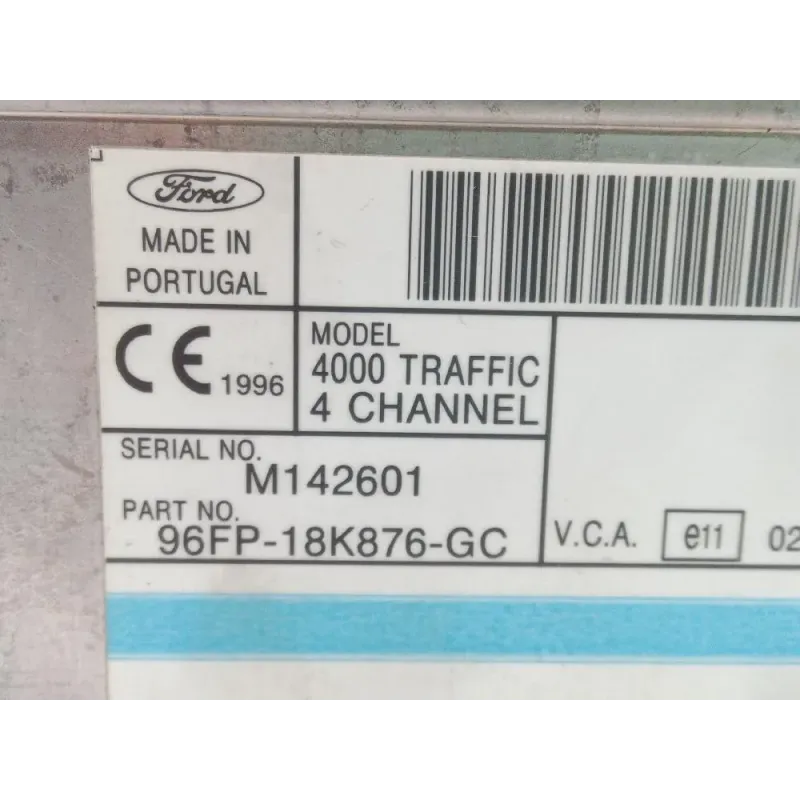 Ford
MADE IN
PORTUGAL
CE 1996
MODEL
4000 TRAFFIC
4 CHANNEL
SERIAL NO.
M142601
PART NO.
96FP-18K876-GC
V.C.A. e11 02